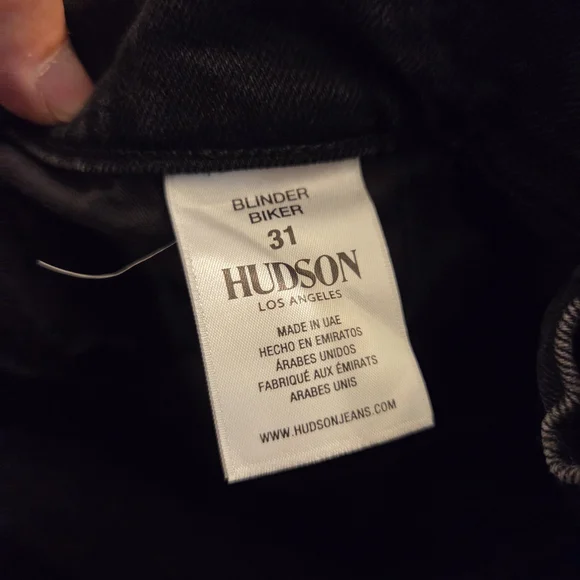 BLINDER
BIKER
31
HUDSON
LOS ANGELES
MADE IN UAE
HECHO EN EMIRATOS
ÁRABES UNIDOS
FABRIQUÉ AUX ÉMIRATS
ARABES UNIS
WWW.HUDSONJEANS.COM